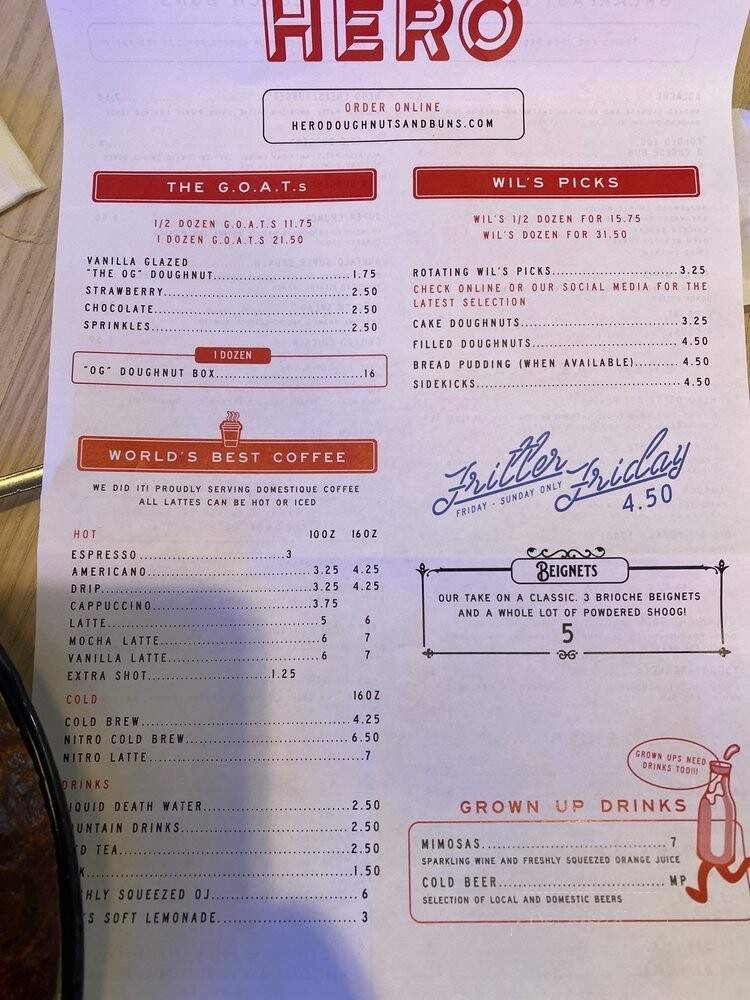 HERO
ORDER ONLINE
HERODOUGHNUTSANDBUNS.COM
THE G.O.A.T.s
1/2 DOZEN G.O.A.T.S 11.75
1 DOZEN G.O.A.T.S 21.50
VANILLA GLAZED
"THE OG" DOUGHNUT 1.75
STRAWBERRY 2.50
CHOCOLATE 2.50
SPRINKLES 2.50
1 DOZEN
"OG" DOUGHNUT BOX 16
WORLD'S BEST COFFEE
WE DID IT! PROUDLY SERVING DOMESTIQUE COFFEE
ALL LATTES CAN BE HOT OR ICED
HOT 10OZ 16OZ
ESPRESSO 3
AMERICANO 3.25 4.25
DRIP 3.25 4.25
CAPPUCCINO 3.75
LATTE 5 6
MOCHA LATTE 6 7
VANILLA LATTE 6 7
EXTRA SHOT 1.25
COLD 16OZ
COLD BREW 4.25
NITRO COLD BREW 6.50
NITRO LATTE 7
DRINKS
IQUID DEATH WATER 2.50
UNTAIN DRINKS 2.50
ED TEA 2.50
K 1.50
SHLY SQUEEZED OJ 6
KS SOFT LEMONADE 3
WIL'S PICKS
WIL'S 1/2 DOZEN FOR 15.75
WIL'S DOZEN FOR 31.50
ROTATING WIL'S PICKS 3.25
CHECK ONLINE OR OUR SOCIAL MEDIA FOR THE
LATEST SELECTION
CAKE DOUGHNUTS 3.25
FILLED DOUGHNUTS 4.50
BREAD PUDDING (WHEN AVAILABLE) 4.50
SIDEKICKS 4.50
Fritter Friday
FRIDAY - SUNDAY ONLY 4.50
BEIGNETS
OUR TAKE ON A CLASSIC. 3 BRIOCHE BEIGNETS
AND A WHOLE LOT OF POWDERED SHOOG!
5
GROWN UPS NEED
DRINKS TOO!!!
GROWN UP DRINKS
MIMOSAS 7
SPARKLING WINE AND FRESHLY SQUEEZED ORANGE JUICE
COLD BEER MP
SELECTION OF LOCAL AND DOMESTIC BEERS